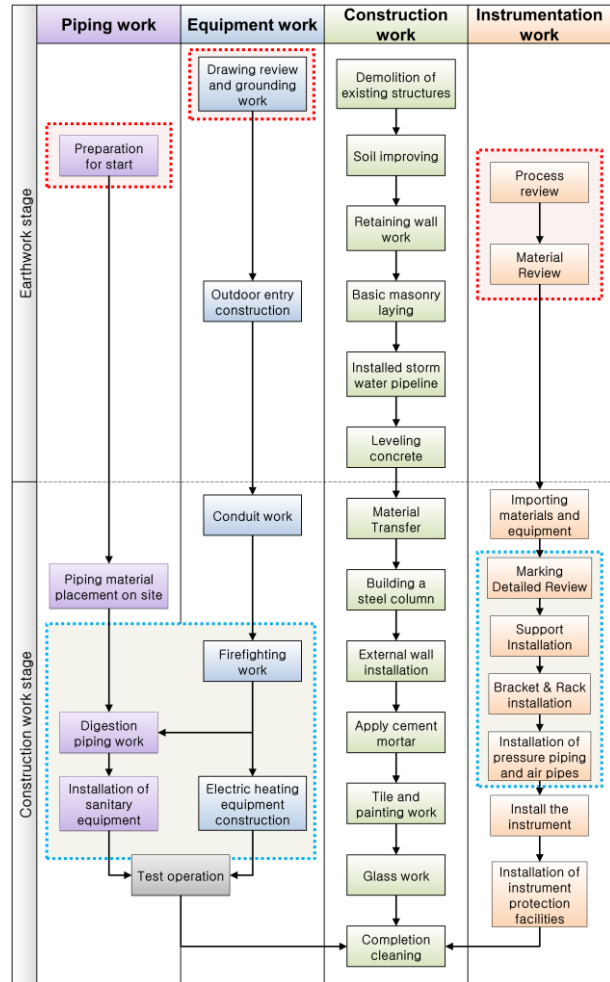 Piping work
Equipment work
Construction
work
Instrumentation
work
Earthwork stage
Drawing review
and grounding
work
Demolition of
existing structures
Preparation
for start
Soil improving
Process
review
Retaining wall
work
Material
Review
Outdoor entry
construction
Basic masonry
laying
Installed storm
water pipeline
Leveling
concrete
Construction work stage
Conduit work
Material
Transfer
Importing
materials and
equipment
Piping material
placement on site
Building a
steel column
Marking
Detailed Review
Firefighting
work
External wall
installation
Support
Installation
Bracket & Rack
installation
Digestion
piping work
Apply cement
mortar
Installation of
pressure piping
and air pipes
Installation of
sanitary
equipment
Electric heating
equipment
construction
Tile and
painting work
Install the
instrument
Test operation
Glass work
Installation of
instrument
protection
facilities
Completion
cleaning